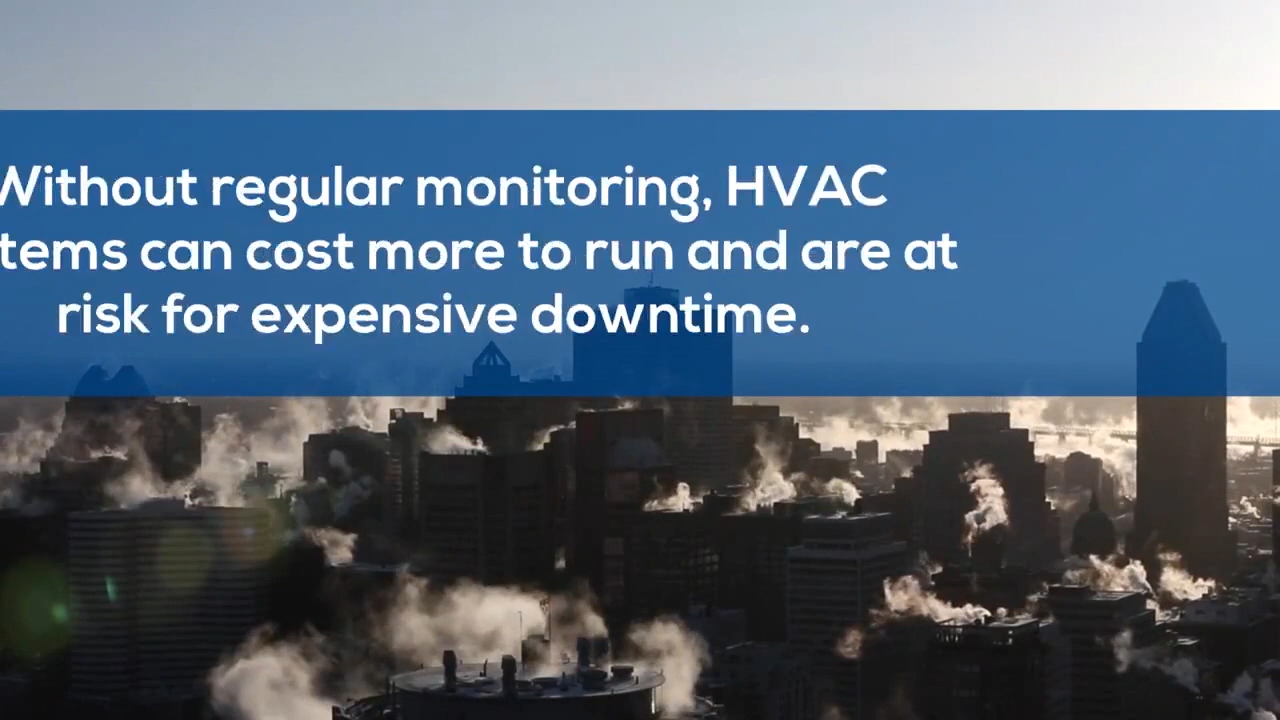 Without regular monitoring, HVAC
tems can cost more to run and are at
risk for expensive downtime.